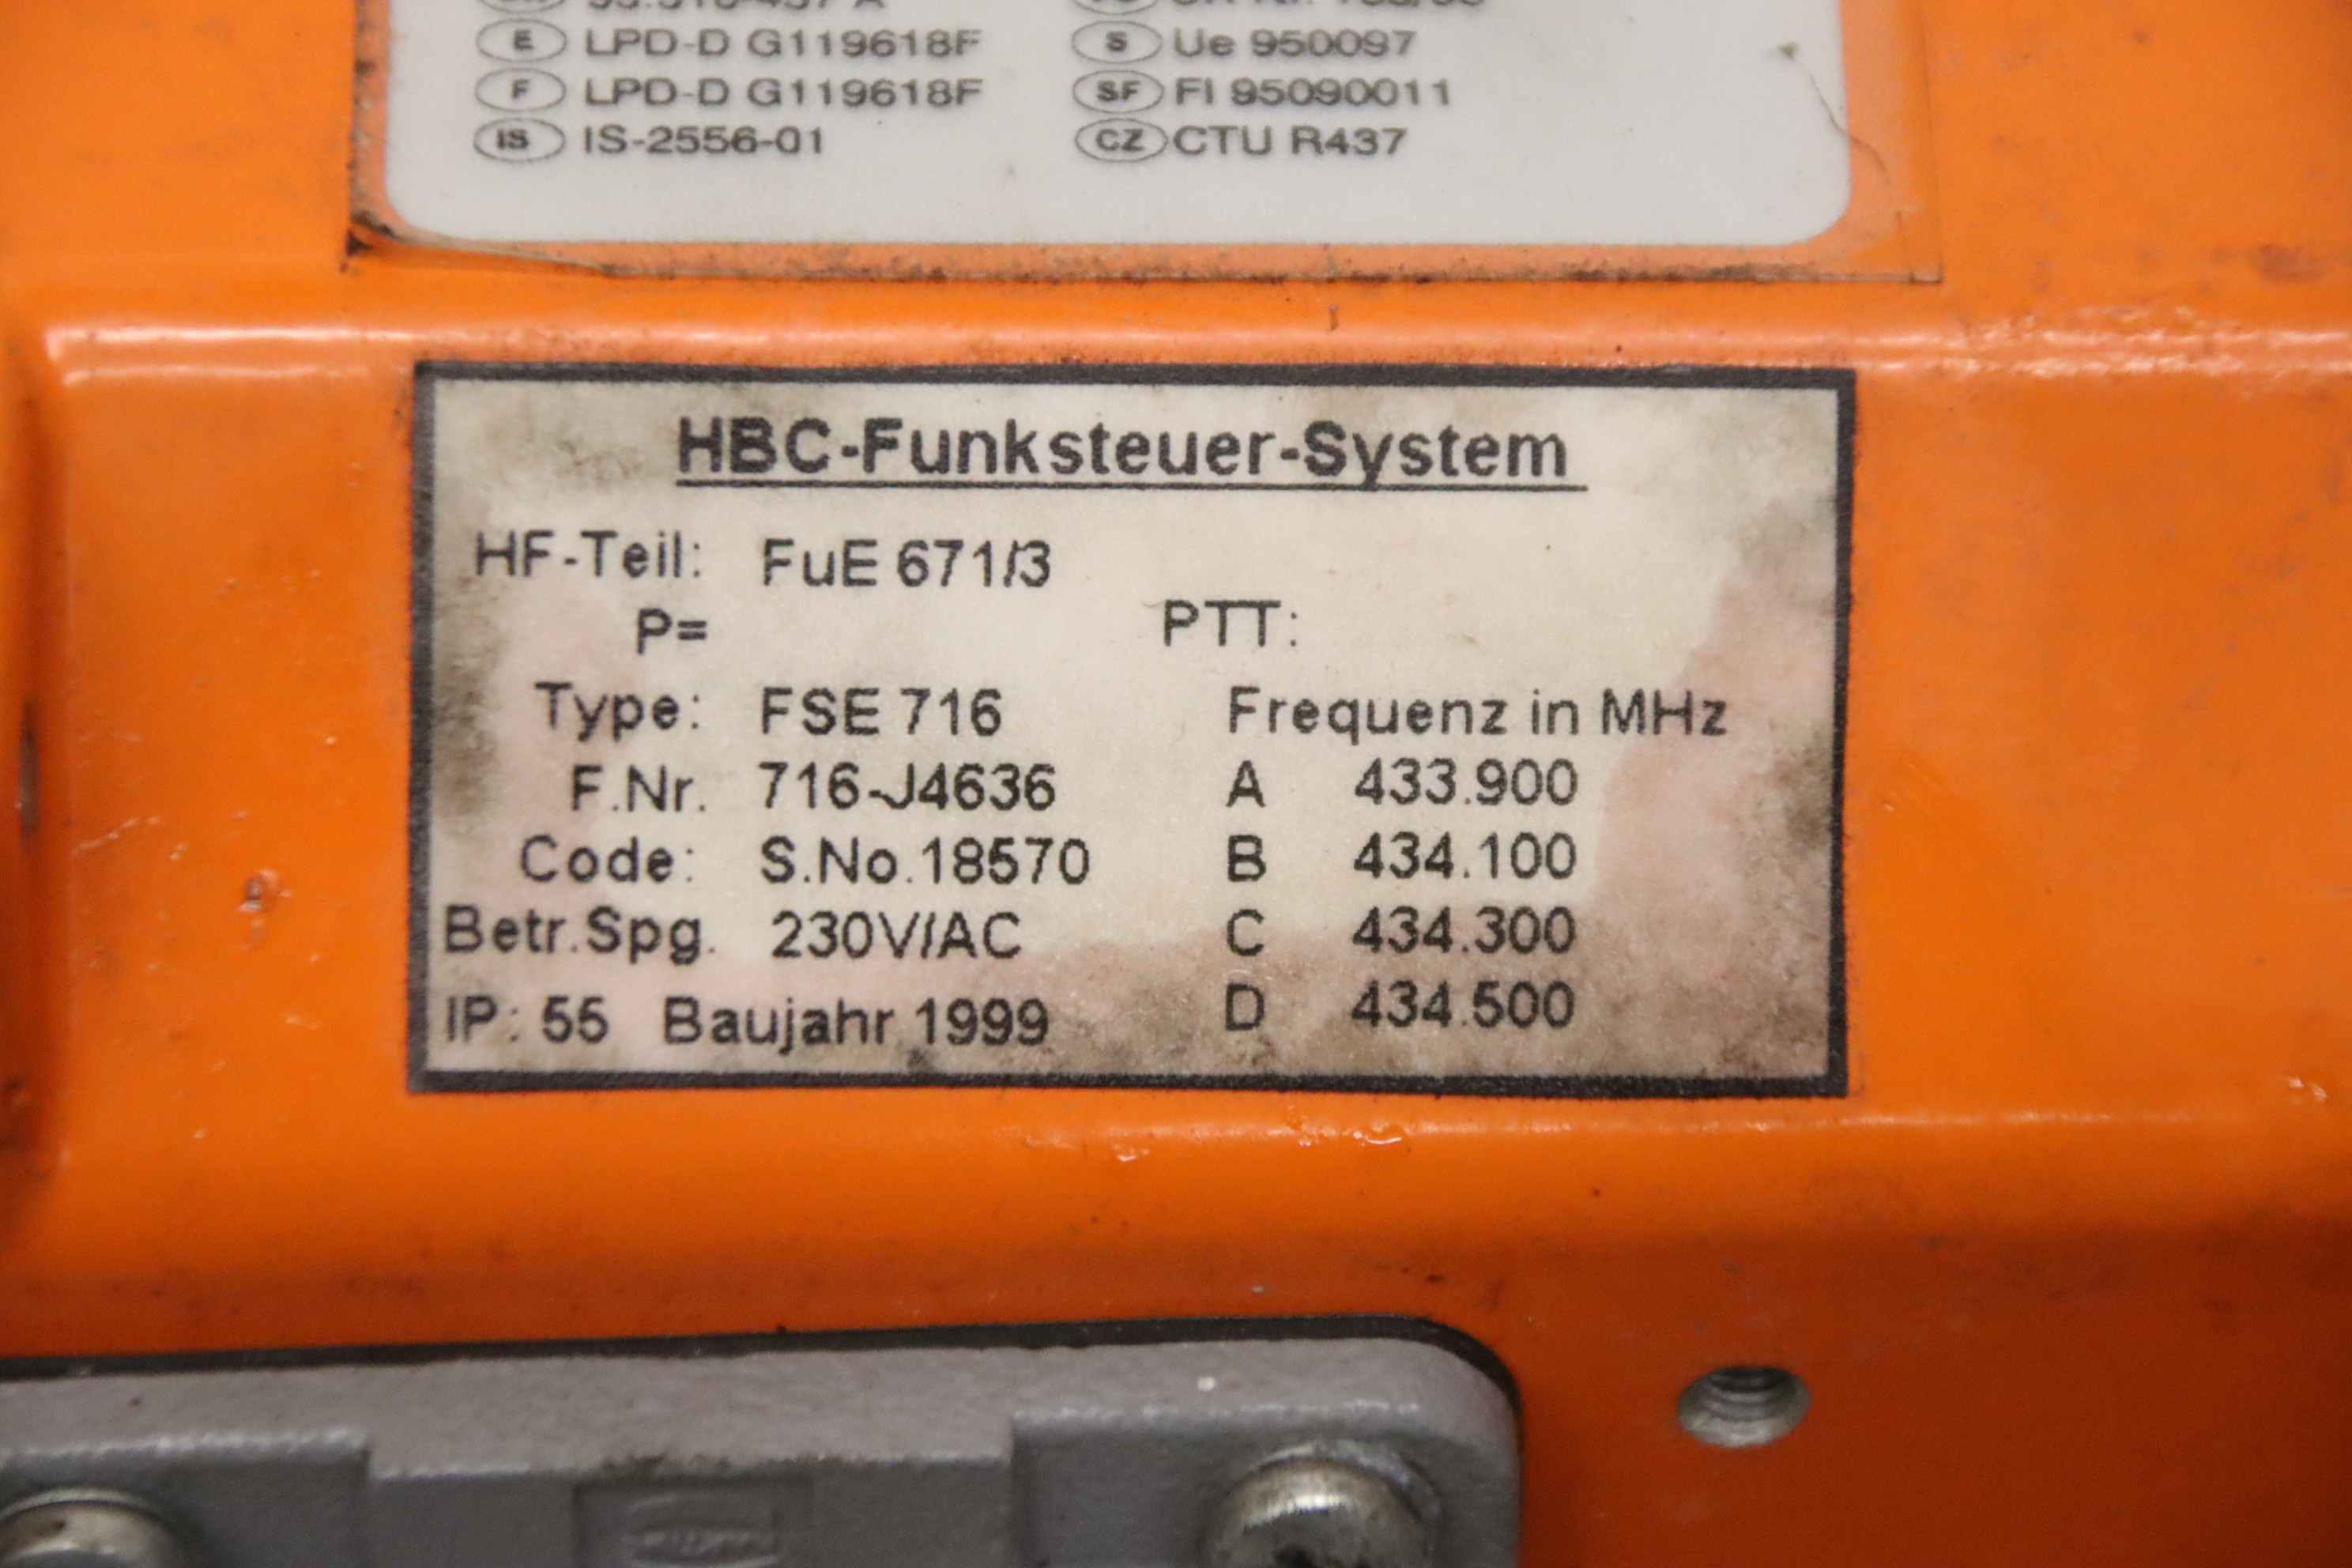 E LPD-D G119618F S Ue 950097
F LPD-D G119618F SF FI 95090011
IS IS-2556-01 CZ CTU R437
HBC-Funksteuer-System
HF-Teil: FuE 671/3
P= PTT:
Type: FSE 716 Frequenz in MHz
F.Nr. 716-J4636 A 433.900
Code: S.No.18570 B 434.100
Betr.Spg. 230V/AC C 434.300
IP: 55 Baujahr 1999 D 434.500